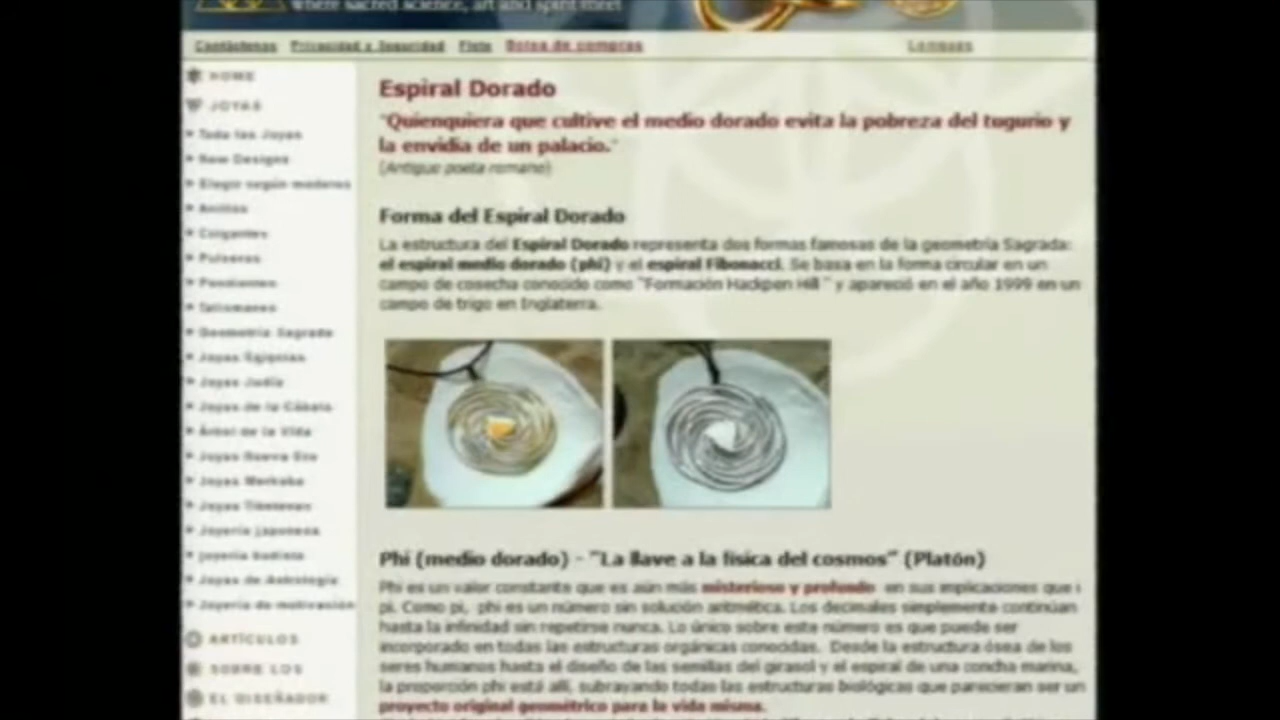 where sacred science, art and spirit meet
Contáctenos Privacidad y Seguridad Flete Bolsa de compras Lenguas
HOME
JOYAS
Toda las Joyas
New Designs
Elegir según modelos
Anillos
Colgantes
Pulseras
Pendientes
Talismanes
Geometría Sagrada
Joyas Egipcias
Joyas Judía
Joyas de la Cábala
Árbol de la Vida
Joyas Nueva Era
Joyas Merkaba
Joyas Tibetanas
Joyería japonesa
joyería budista
Joyas de Astrología
Joyería de motivación
ARTÍCULOS
SOBRE LOS
EL DISEÑADOR
Espiral Dorado
"Quienquiera que cultive el medio dorado evita la pobreza del tugurio y
la envidia de un palacio."
(Antiguo poeta romano)
Forma del Espiral Dorado
La estructura del Espiral Dorado representa dos formas famosas de la geometría Sagrada:
el espiral medio dorado (phi) y el espiral Fibonacci. Se basa en la forma circular en un
campo de cosecha conocido como "Formación Hackpen Hill" y apareció en el año 1999 en un
campo de trigo en Inglaterra.
Phi (medio dorado) - "La llave a la física del cosmos" (Platón)
Phi es un valor constante que es aún más misterioso y profundo en sus implicaciones que
pi. Como pi, phi es un número sin solución aritmética. Los decimales simplemente continúan
hasta la infinidad sin repetirse nunca. Lo único sobre este número es que puede ser
incorporado en todas las estructuras orgánicas conocidas. Desde la estructura ósea de los
seres humanos hasta el diseño de las semillas del girasol y el espiral de una concha marina,
la proporción phi está allí, subrayando todas las estructuras biológicas que parecieran ser un
proyecto original geométrico para la vida misma.